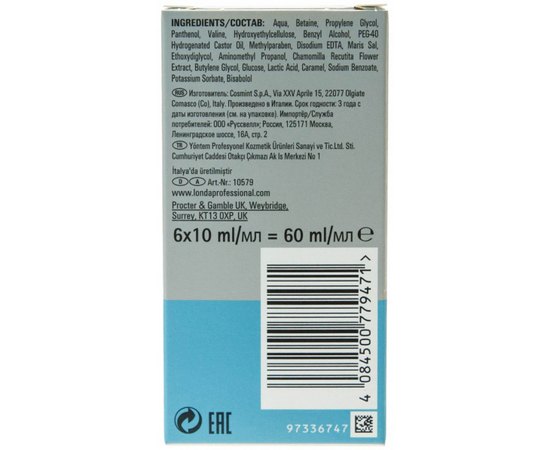 INGREDIENTS/СОСТАВ: Aqua, Betaine, Propylene Glycol,
Panthenol, Valine, Hydroxyethylcellulose, Benzyl Alcohol, PEG-40
Hydrogenated Castor Oil, Methylparaben, Disodium EDTA, Maris Sal,
Ethoxydiglycol, Aminomethyl Propanol, Chamomilla Recutita Flower
Extract, Butylene Glycol, Glucose, Lactic Acid, Caramel, Sodium Benzoate,
Potassium Sorbate, Bisabolol
RUS Изготовитель: Cosmint S.p.A., Via XXV Aprile 15, 22077 Olgiate
Comasco (Co), Italy. Произведено в Италии. Срок годности: 3 года с
даты изготовления (см. на упаковке). Импортёр/Служба
потребителей: ООО «Руссвелл»; Россия, 125171 Москва,
Ленинградское шоссе, 16А, стр. 2
TR Yöntem Profesyonel Kozmetik Ürünleri Sanayi ve Tic.Ltd. Sti.
Cumhuriyet Caddesi Otakçı Çıkmazi Ak Is Merkezi No 1
İtalya'da üretilmiştir
D A Art.-Nr.: 10579
www.londaprofessional.com
Procter & Gamble UK, Weybridge,
Surrey, KT13 0XP, UK
6x10 ml/мл = 60 ml/мл ℮
4 084500 779471 >
EAC
97336747